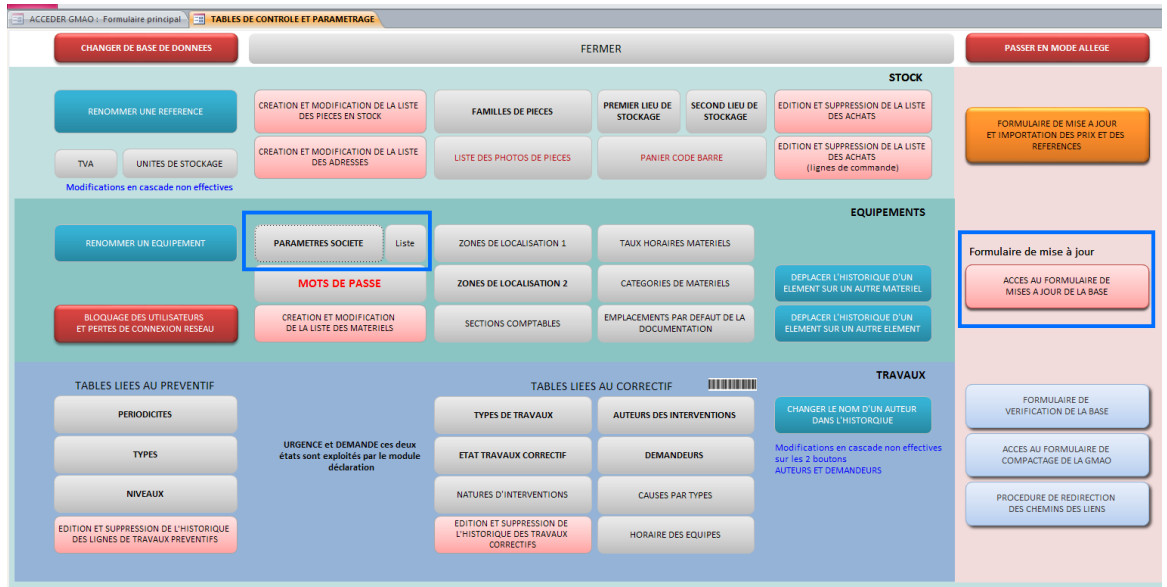 ACCEDER GMAO : Formulaire principal
TABLES DE CONTROLE ET PARAMETRAGE
CHANGER DE BASE DE DONNEES
FERMER
PASSER EN MODE ALLEGE
STOCK
RENOMMER UNE REFERENCE
CREATION ET MODIFICATION DE LA LISTE
DES PIECES EN STOCK
FAMILLES DE PIECES
PREMIER LIEU DE
STOCKAGE
SECOND LIEU DE
STOCKAGE
EDITION ET SUPPRESSION DE LA LISTE
DES ACHATS
FORMULAIRE DE MISE A JOUR
ET IMPORTATION DES PRIX ET DES
REFERENCES
TVA
UNITES DE STOCKAGE
CREATION ET MODIFICATION DE LA LISTE
DES ADRESSES
LISTE DES PHOTOS DE PIECES
PANIER CODE BARRE
EDITION ET SUPPRESSION DE LA LISTE
DES ACHATS
(lignes de commande)
Modifications en cascade non effectives
EQUIPEMENTS
RENOMMER UN EQUIPEMENT
PARAMETRES SOCIETE
Liste
ZONES DE LOCALISATION 1
TAUX HORAIRES MATERIELS
Formulaire de mise à jour
MOTS DE PASSE
ZONES DE LOCALISATION 2
CATEGORIES DE MATERIELS
DEPLACER L'HISTORIQUE D'UN
ELEMENT SUR UN AUTRE MATERIEL
ACCES AU FORMULAIRE DE
MISES A JOUR DE LA BASE
BLOQUAGE DES UTILISATEURS
ET PERTES DE CONNEXION RESEAU
CREATION ET MODIFICATION
DE LA LISTE DES MATERIELS
SECTIONS COMPTABLES
EMPLACEMENTS PAR DEFAUT DE LA
DOCUMENTATION
DEPLACER L'HISTORIQUE D'UN
ELEMENT SUR UN AUTRE ELEMENT
TRAVAUX
TABLES LIEES AU PREVENTIF
TABLES LIEES AU CORRECTIF
PERIODICITES
TYPES DE TRAVAUX
AUTEURS DES INTERVENTIONS
CHANGER LE NOM D'UN AUTEUR
DANS L'HISTORQIUE
FORMULAIRE DE
VERIFICATION DE LA BASE
TYPES
URGENCE et DEMANDE ces deux
états sont exploités par le module
déclaration
ETAT TRAVAUX CORRECTIF
DEMANDEURS
Modifications en cascade non effectives
sur les 2 boutons
AUTEURS ET DEMANDEURS
ACCES AU FORMULAIRE DE
COMPACTAGE DE LA GMAO
NIVEAUX
NATURES D'INTERVENTIONS
CAUSES PAR TYPES
PROCEDURE DE REDIRECTION
DES CHEMINS DES LIENS
EDITION ET SUPPRESSION DE L'HISTORIQUE
DES LIGNES DE TRAVAUX PREVENTIFS
EDITION ET SUPPRESSION DE
L'HISTORIQUE DES TRAVAUX
CORRECTIFS
HORAIRE DES EQUIPES